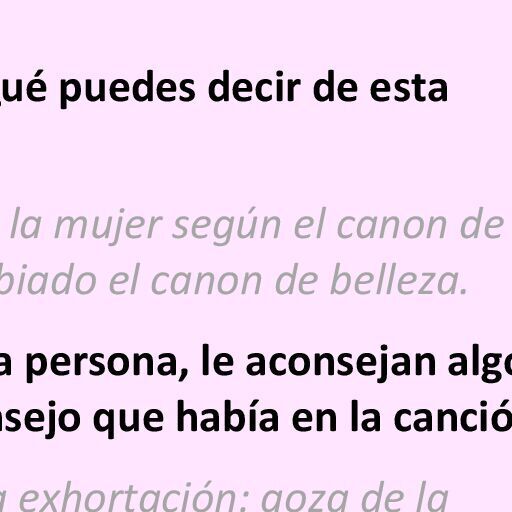 qué puedes decir de esta
la mujer según el canon de
biado el canon de belleza.
a persona, le aconsejan algo
nsejo que había en la canció
exhortación: goza de la